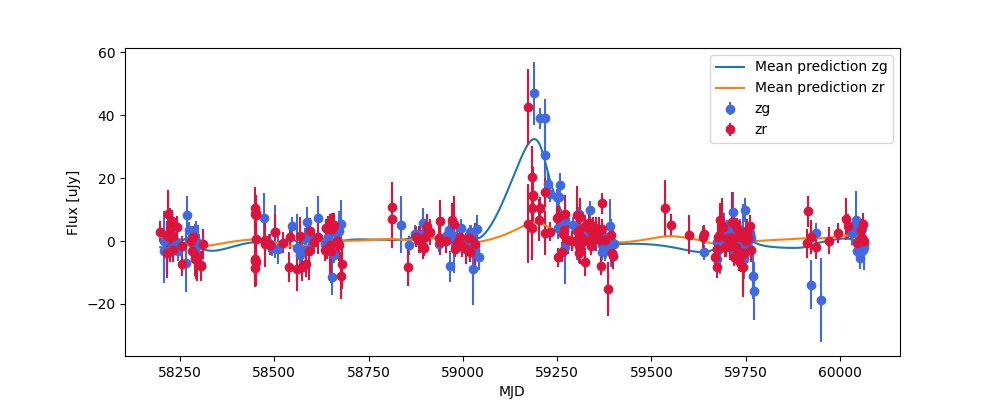 60
40
20
0
−20
Flux [uJy]
58250
58500
58750
59000
59250
59500
59750
60000
MJD
Mean prediction zg
Mean prediction zr
zg
zr